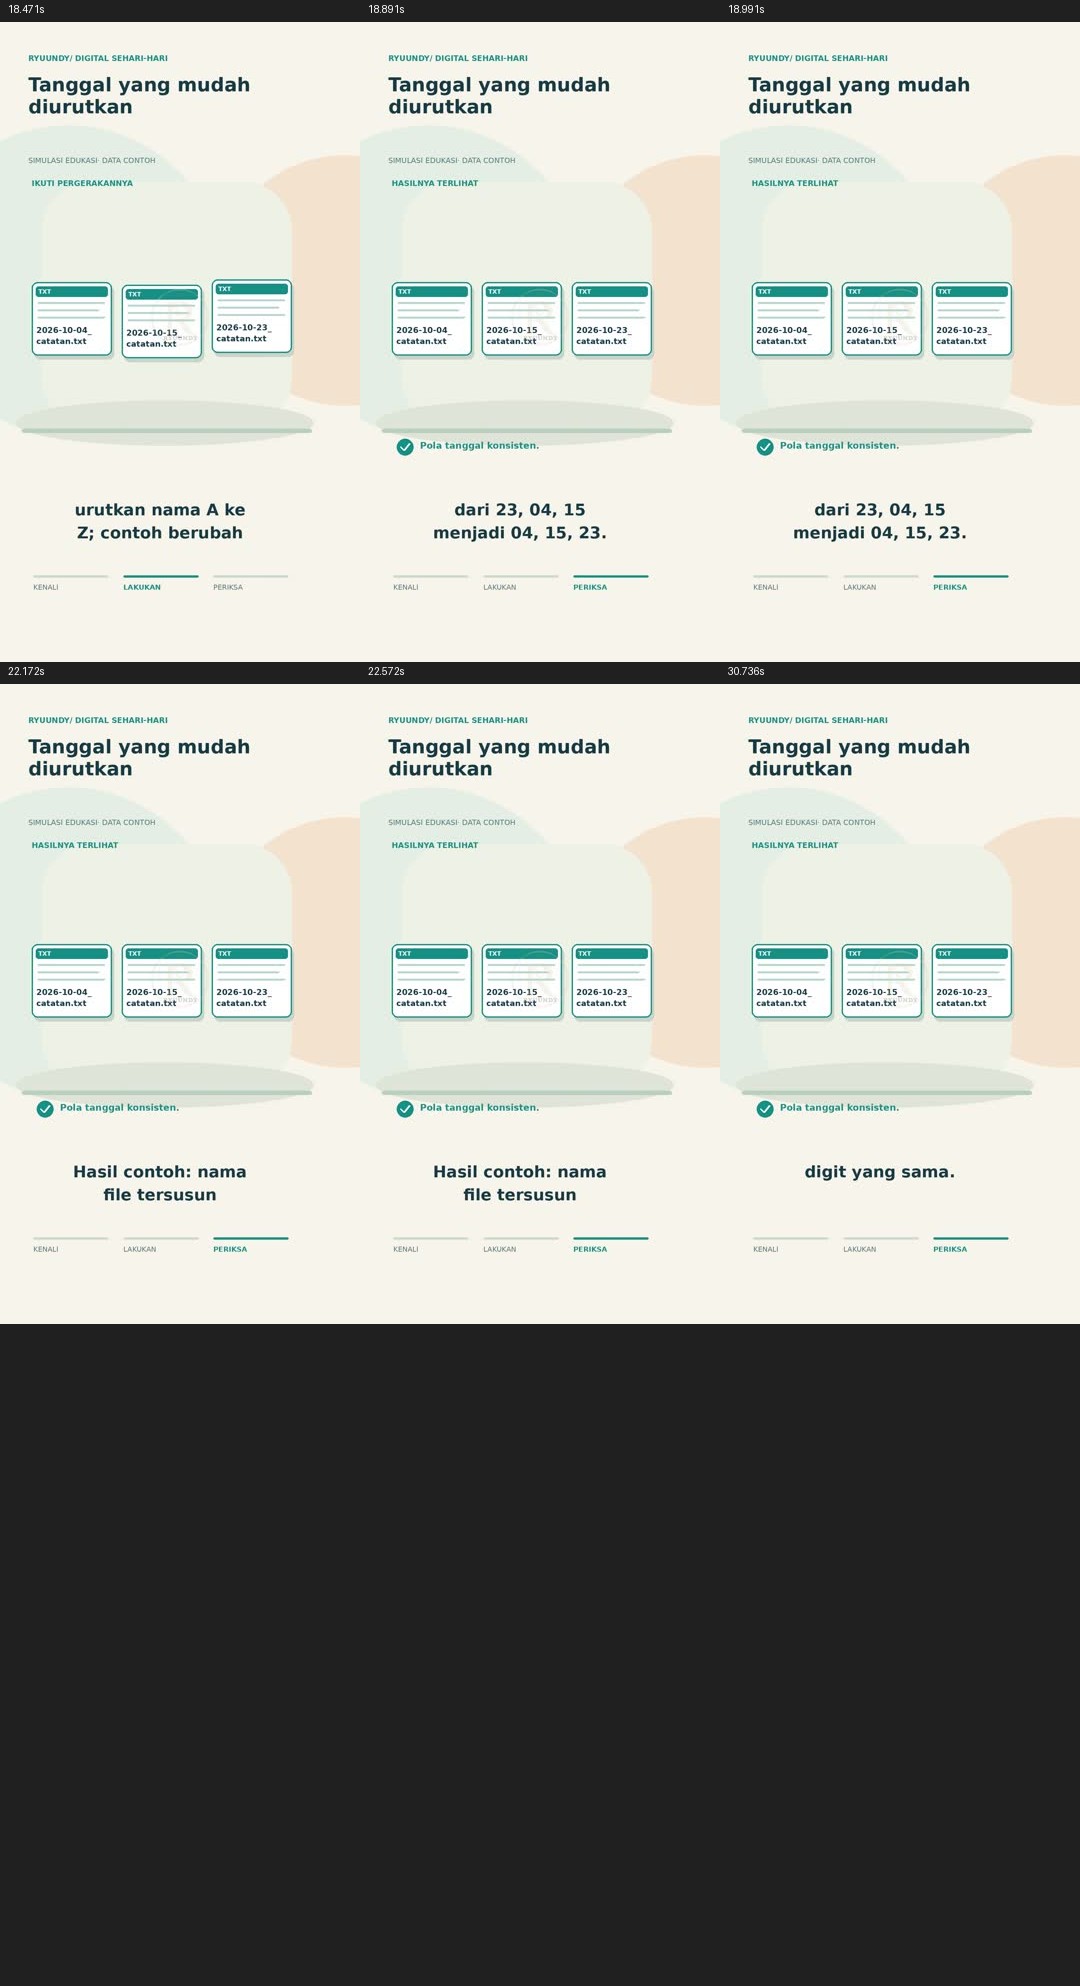 18.471s
RYUUNDY/ DIGITAL SEHARI-HARI
Tanggal yang mudah
diurutkan
SIMULASI EDUKASI· DATA CONTOH
IKUTI PERGERAKANNYA
TXT
2026-10-04_
catatan.txt
TXT
2026-10-15_
catatan.txt
TXT
2026-10-23_
catatan.txt
urutkan nama A ke
Z; contoh berubah
KENALI
LAKUKAN
PERIKSA
18.891s
RYUUNDY/ DIGITAL SEHARI-HARI
Tanggal yang mudah
diurutkan
SIMULASI EDUKASI· DATA CONTOH
HASILNYA TERLIHAT
TXT
2026-10-04_
catatan.txt
TXT
2026-10-15_
catatan.txt
TXT
2026-10-23_
catatan.txt
Pola tanggal konsisten.
dari 23, 04, 15
menjadi 04, 15, 23.
KENALI
LAKUKAN
PERIKSA
18.991s
RYUUNDY/ DIGITAL SEHARI-HARI
Tanggal yang mudah
diurutkan
SIMULASI EDUKASI· DATA CONTOH
HASILNYA TERLIHAT
TXT
2026-10-04_
catatan.txt
TXT
2026-10-15_
catatan.txt
TXT
2026-10-23_
catatan.txt
Pola tanggal konsisten.
dari 23, 04, 15
menjadi 04, 15, 23.
KENALI
LAKUKAN
PERIKSA
22.172s
RYUUNDY/ DIGITAL SEHARI-HARI
Tanggal yang mudah
diurutkan
SIMULASI EDUKASI· DATA CONTOH
HASILNYA TERLIHAT
TXT
2026-10-04_
catatan.txt
TXT
2026-10-15_
catatan.txt
TXT
2026-10-23_
catatan.txt
Pola tanggal konsisten.
Hasil contoh: nama
file tersusun
KENALI
LAKUKAN
PERIKSA
22.572s
RYUUNDY/ DIGITAL SEHARI-HARI
Tanggal yang mudah
diurutkan
SIMULASI EDUKASI· DATA CONTOH
HASILNYA TERLIHAT
TXT
2026-10-04_
catatan.txt
TXT
2026-10-15_
catatan.txt
TXT
2026-10-23_
catatan.txt
Pola tanggal konsisten.
Hasil contoh: nama
file tersusun
KENALI
LAKUKAN
PERIKSA
30.736s
RYUUNDY/ DIGITAL SEHARI-HARI
Tanggal yang mudah
diurutkan
SIMULASI EDUKASI· DATA CONTOH
HASILNYA TERLIHAT
TXT
2026-10-04_
catatan.txt
TXT
2026-10-15_
catatan.txt
TXT
2026-10-23_
catatan.txt
Pola tanggal konsisten.
digit yang sama.
KENALI
LAKUKAN
PERIKSA